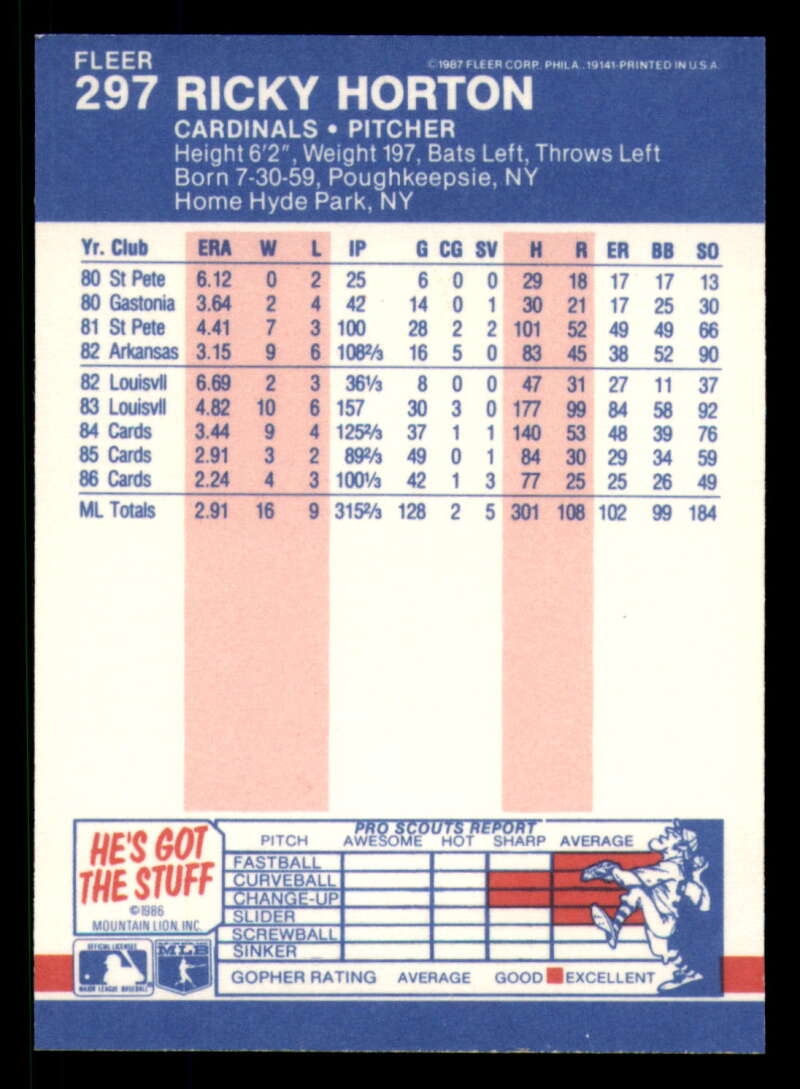 FLEER
©1987 FLEER CORP. PHILA. 19141-PRINTED IN U.S.A.
297 RICKY HORTON
CARDINALS • PITCHER
Height 6'2", Weight 197, Bats Left, Throws Left
Born 7-30-59, Poughkeepsie, NY
Home Hyde Park, NY
Yr. Club ERA W L IP G CG SV H R ER BB SO
80 St Pete 6.12 0 2 25 6 0 0 29 18 17 17 13
80 Gastonia 3.64 2 4 42 14 0 1 30 21 17 25 30
81 St Pete 4.41 7 3 100 28 2 2 101 52 49 49 66
82 Arkansas 3.15 9 6 108⅔ 16 5 0 83 45 38 52 90
82 Louisvll 6.69 2 3 36⅓ 8 0 0 47 31 27 11 37
83 Louisvll 4.82 10 6 157 30 3 0 177 99 84 58 92
84 Cards 3.44 9 4 125⅔ 37 1 1 140 53 48 39 76
85 Cards 2.91 3 2 89⅔ 49 0 1 84 30 29 34 59
86 Cards 2.24 4 3 100⅓ 42 1 3 77 25 25 26 49
ML Totals 2.91 16 9 315⅔ 128 2 5 301 108 102 99 184
HE'S GOT
THE STUFF
©1986
MOUNTAIN LION, INC.
OFFICIAL LICENSEE
MAJOR LEAGUE BASEBALL
MLB
PRO SCOUTS REPORT
PITCH AWESOME HOT SHARP AVERAGE
FASTBALL
CURVEBALL
CHANGE-UP
SLIDER
SCREWBALL
SINKER
GOPHER RATING AVERAGE GOOD EXCELLENT